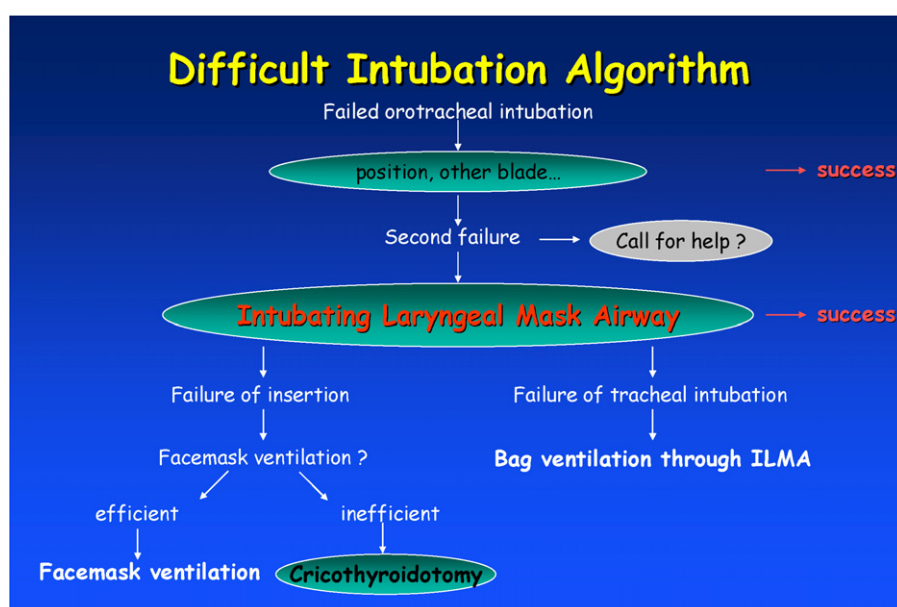 Difficult Intubation Algorithm
Failed orotracheal intubation
position, other blade...
success
Second failure
Call for help ?
Intubating Laryngeal Mask Airway
success
Failure of insertion
Failure of tracheal intubation
Facemask ventilation ?
Bag ventilation through ILMA
efficient
inefficient
Facemask ventilation
Cricothyroidotomy